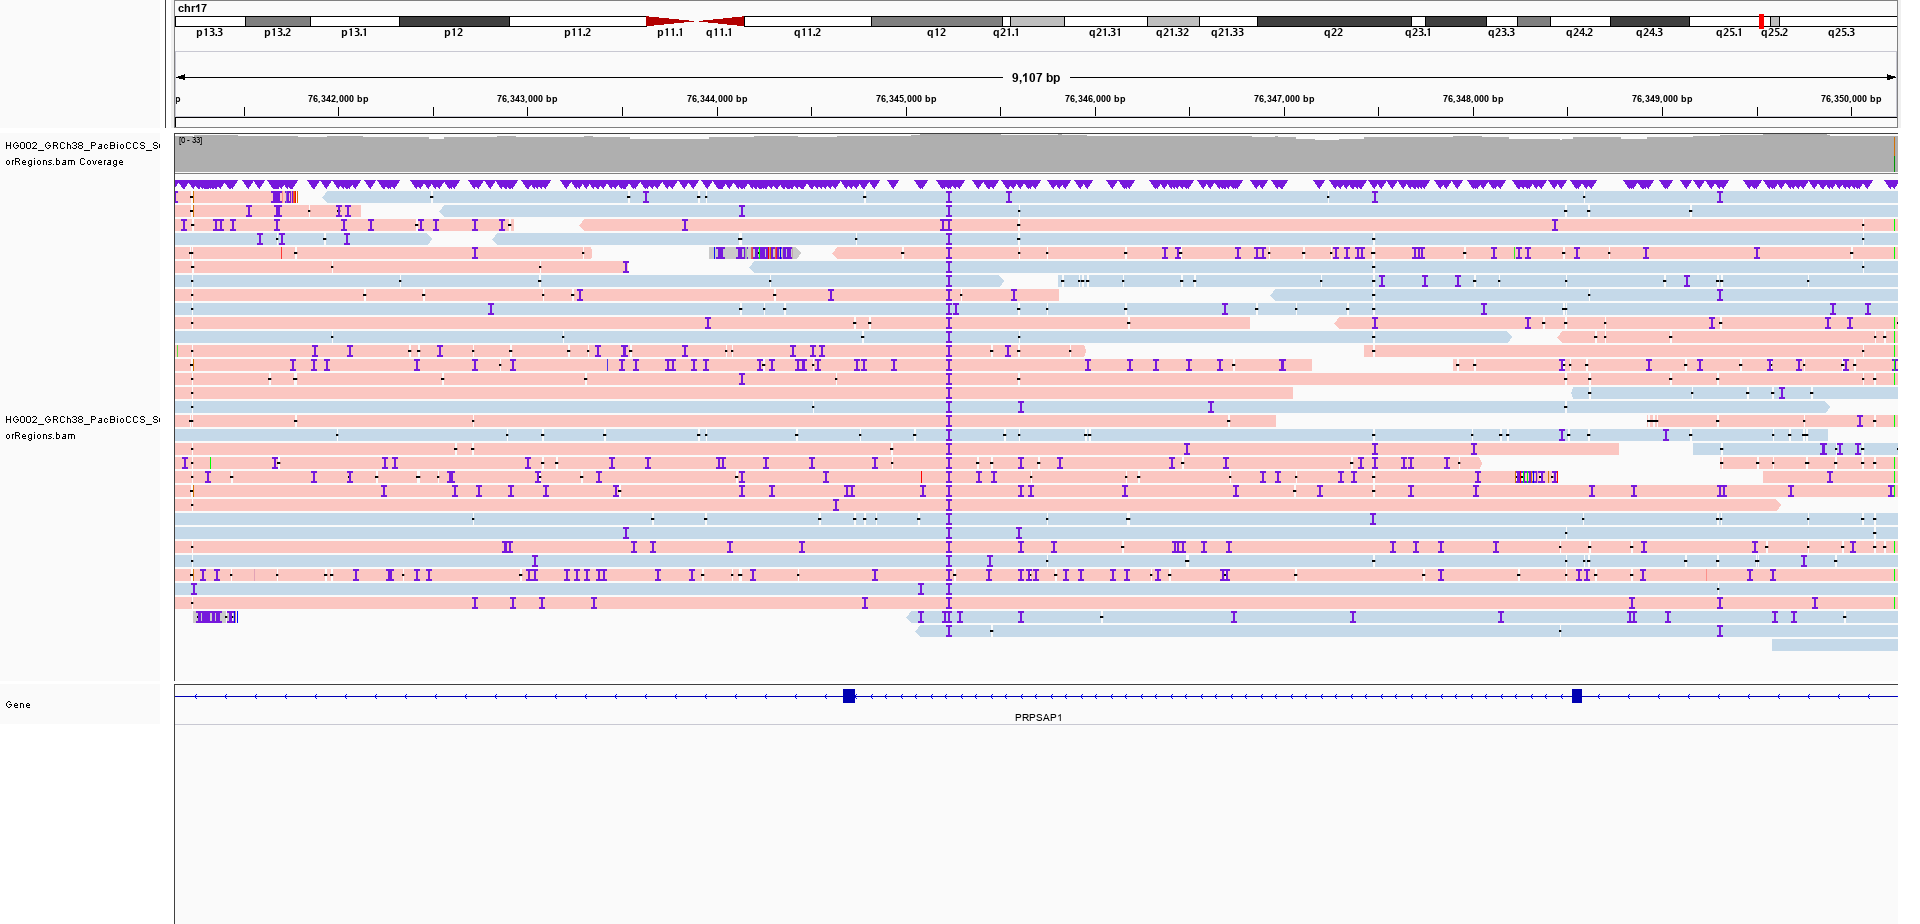 chr17
p13.3 p13.2 p13.1 p12 p11.2 p11.1 q11.1 q11.2 q12 q21.1 q21.31 q21.32 q21.33 q22 q23.1 q23.3 q24.2 q24.3 q25.1 q25.2 q25.3
9,107 bp
p 76,342,000 bp 76,343,000 bp 76,344,000 bp 76,345,000 bp 76,346,000 bp 76,347,000 bp 76,348,000 bp 76,349,000 bp 76,350,000 bp
[0 - 33]
HG002_GRCh38_PacBioCCS_S
orRegions.bam Coverage
HG002_GRCh38_PacBioCCS_S
orRegions.bam
Gene
PRPSAP1